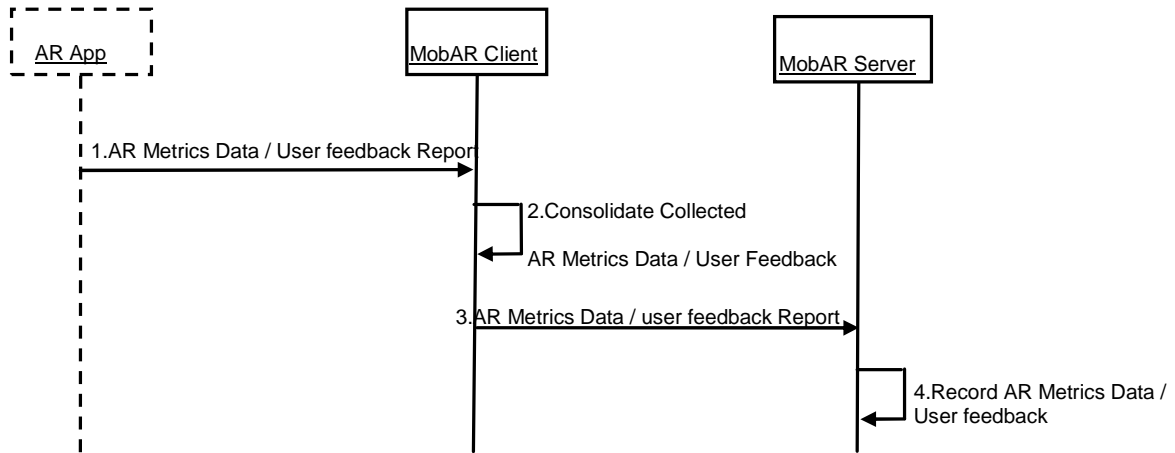 AR App
MobAR Client
MobAR Server
1.AR Metrics Data / User feedback Report
2.Consolidate Collected
AR Metrics Data / User Feedback
3.AR Metrics Data / user feedback Report
4.Record AR Metrics Data /
User feedback